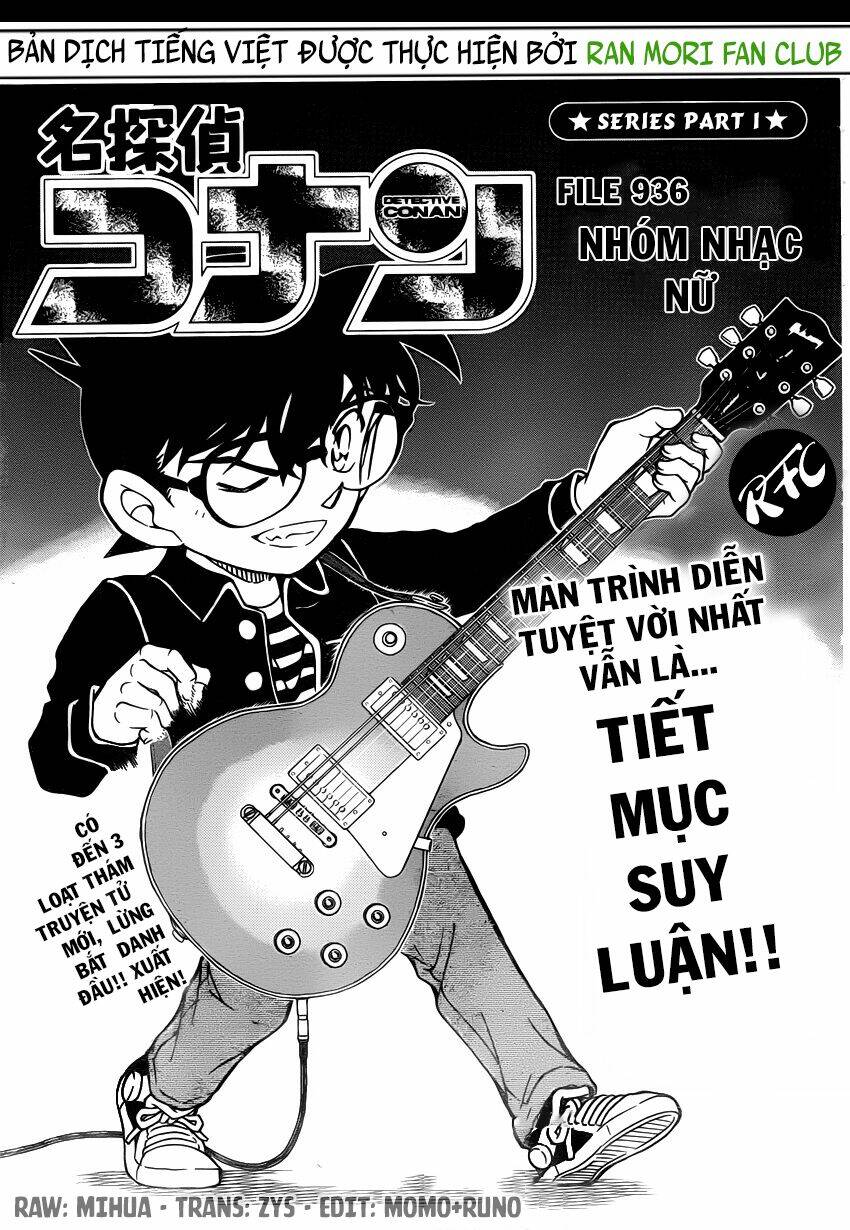 BẢN DỊCH TIẾNG VIỆT ĐƯỢC THỰC HIỆN BỞI RAN MORI FAN CLUB
名探偵
コナン
DETECTIVE
CONAN
★ SERIES PART 1 ★
FILE 936
NHÓM NHẠC
NỮ
RFC
MÀN TRÌNH DIỄN
TUYỆT VỜI NHẤT
VẪN LÀ...
TIẾT
MỤC
SUY
LUẬN!!
CÓ
ĐẾN 3
LOẠT THÁM
TRUYỆN TỬ
MỚI, LỪNG
BẮT DANH
ĐẦU!! XUẤT
HIỆN!
RAW: MIHUA - TRANS: ZYS - EDIT: MOMO+RUNO